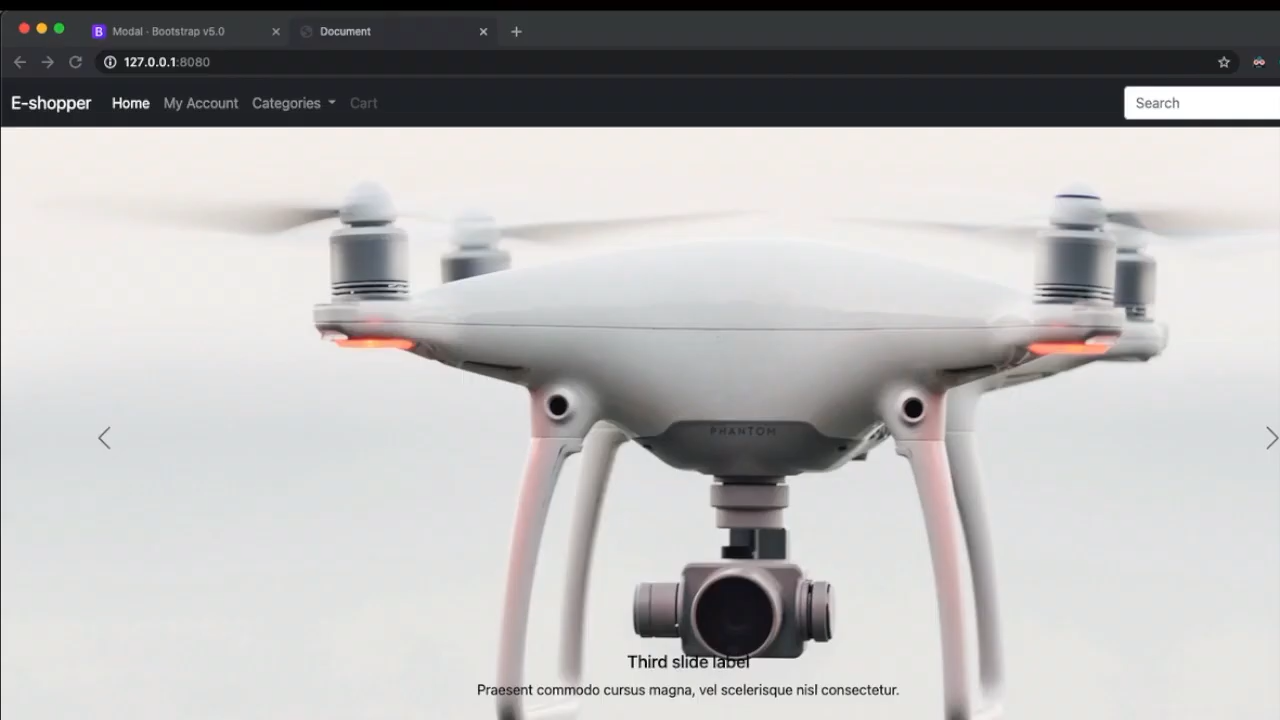 Modal · Bootstrap v5.0
Document
127.0.0.1:8080
E-shopper Home My Account Categories Cart
Search
PHANTOM
Third slide label
Praesent commodo cursus magna, vel scelerisque nisl consectetur.